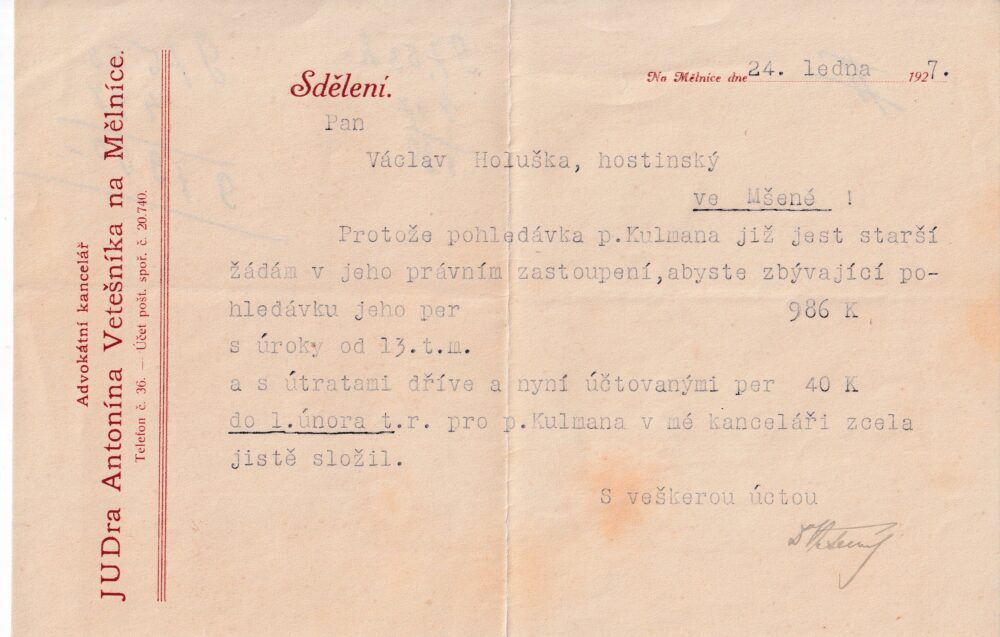 Advokátní kancelář
JUDra Antonína Vetešníka na Mělníce.
Telefon č. 36. — Účet pošt. spoř. č. 20.740.
Sdělení.
Na Mělníce dne 24. ledna 1927.
Pan
Václav Holuška, hostinský
ve Mšené !
Protože pohledávka p.Kulmana již jest starší
žádám v jeho právním zastoupení,abyste zbývající po-
hledávku jeho per 986 K
s úroky od 13.t.m.
a s útratami dříve a nyní účtovanými per 40 K
do 1.února t.r. pro p.Kulmana v mé kanceláři zcela
jistě složil.
S veškerou úctou